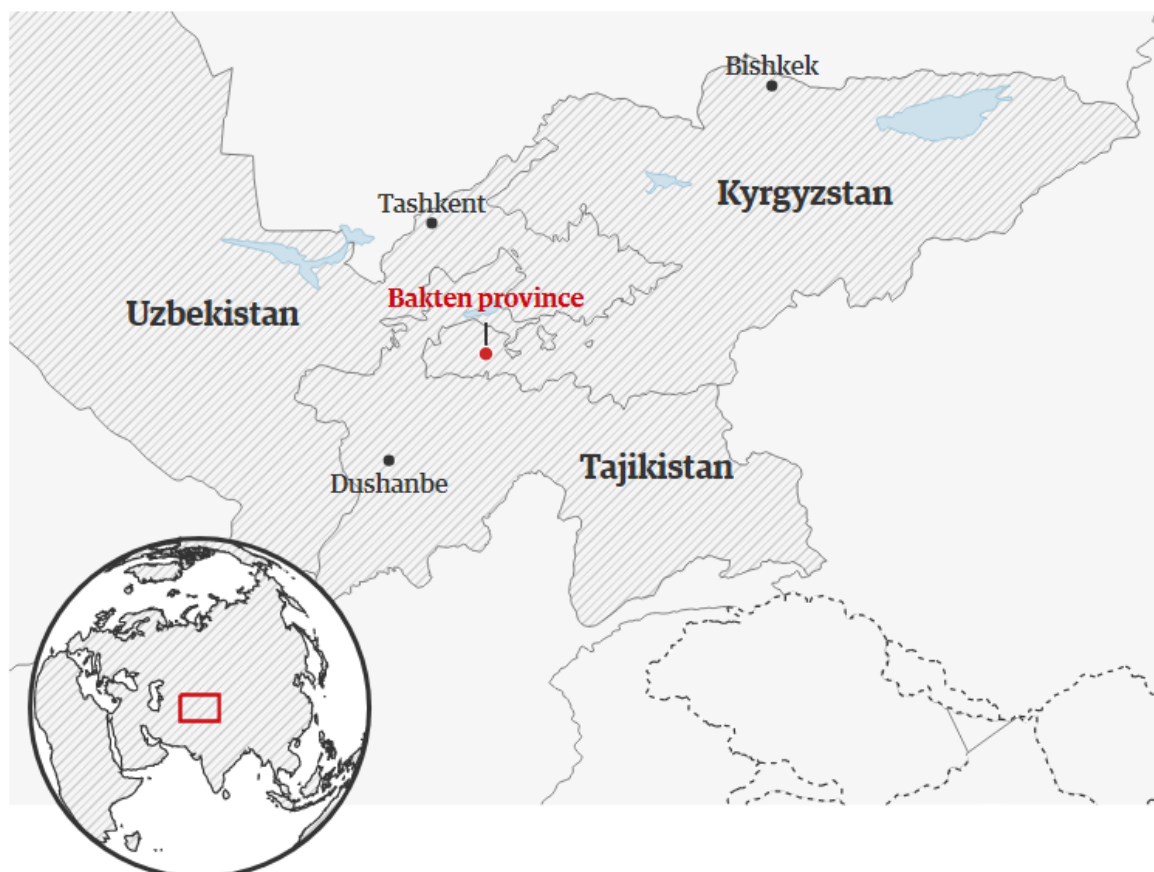 Bishkek
Kyrgyzstan
Tashkent
Bakten province
Uzbekistan
Tajikistan
Dushanbe